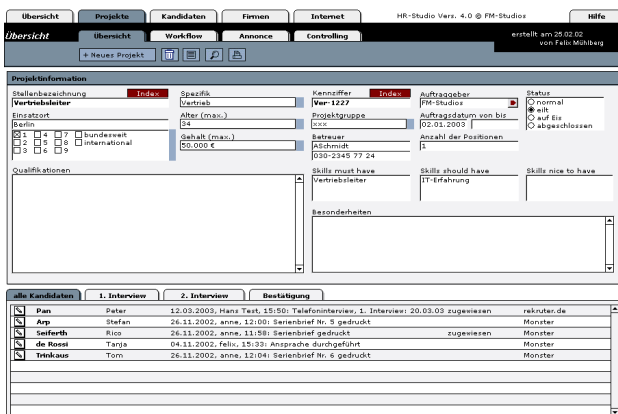 Übersicht Projekte Kandidaten Firmen Internet HR-Studio Vers. 4.0 @ FM-Studios Hilfe
Übersicht Übersicht Workflow Annonce Controlling erstellt am 25.02.02
von Felix Mühlberg
+ Neues Projekt
Projektinformation
Stellenbezeichnung Index Spezifik Kennziffer Index Auftraggeber Status
Vertriebsleiter Vertrieb Ver-1227 FM-Studios normal
eilt
Einsatzort Alter (max.) Projektgruppe Auftragsdatum von bis auf Eis
Berlin 34 xxx 02.01.2003 abgeschlossen
1 4 7 bundesweit Gehalt (max.) Betreuer Anzahl der Positionen
2 5 8 international 50.000 € ASchmidt 1
3 6 9 030-2345 77 24
Qualifikationen Skills must have Skills should have Skills nice to have
Vertriebsleiter IT-Erfahrung
Besonderheiten
alle Kandidaten 1. Interview 2. Interview Bestätigung
Pan Peter 12.03.2003, Hans Test, 15:50: Telefoninterview, 1. Interview: 20.03.03 zugewiesen rekruter.de
Arp Stefan 26.11.2002, anne, 12:00: Serienbrief Nr. 5 gedruckt Monster
Seiferth Rico 26.11.2002, anne, 11:58: Serienbrief gedruckt zugewiesen Monster
de Rossi Tanja 04.11.2002, felix, 15:33: Ansprache durchgeführt Monster
Trinkaus Tom 26.11.2002, anne, 12:04: Serienbrief Nr. 6 gedruckt Monster